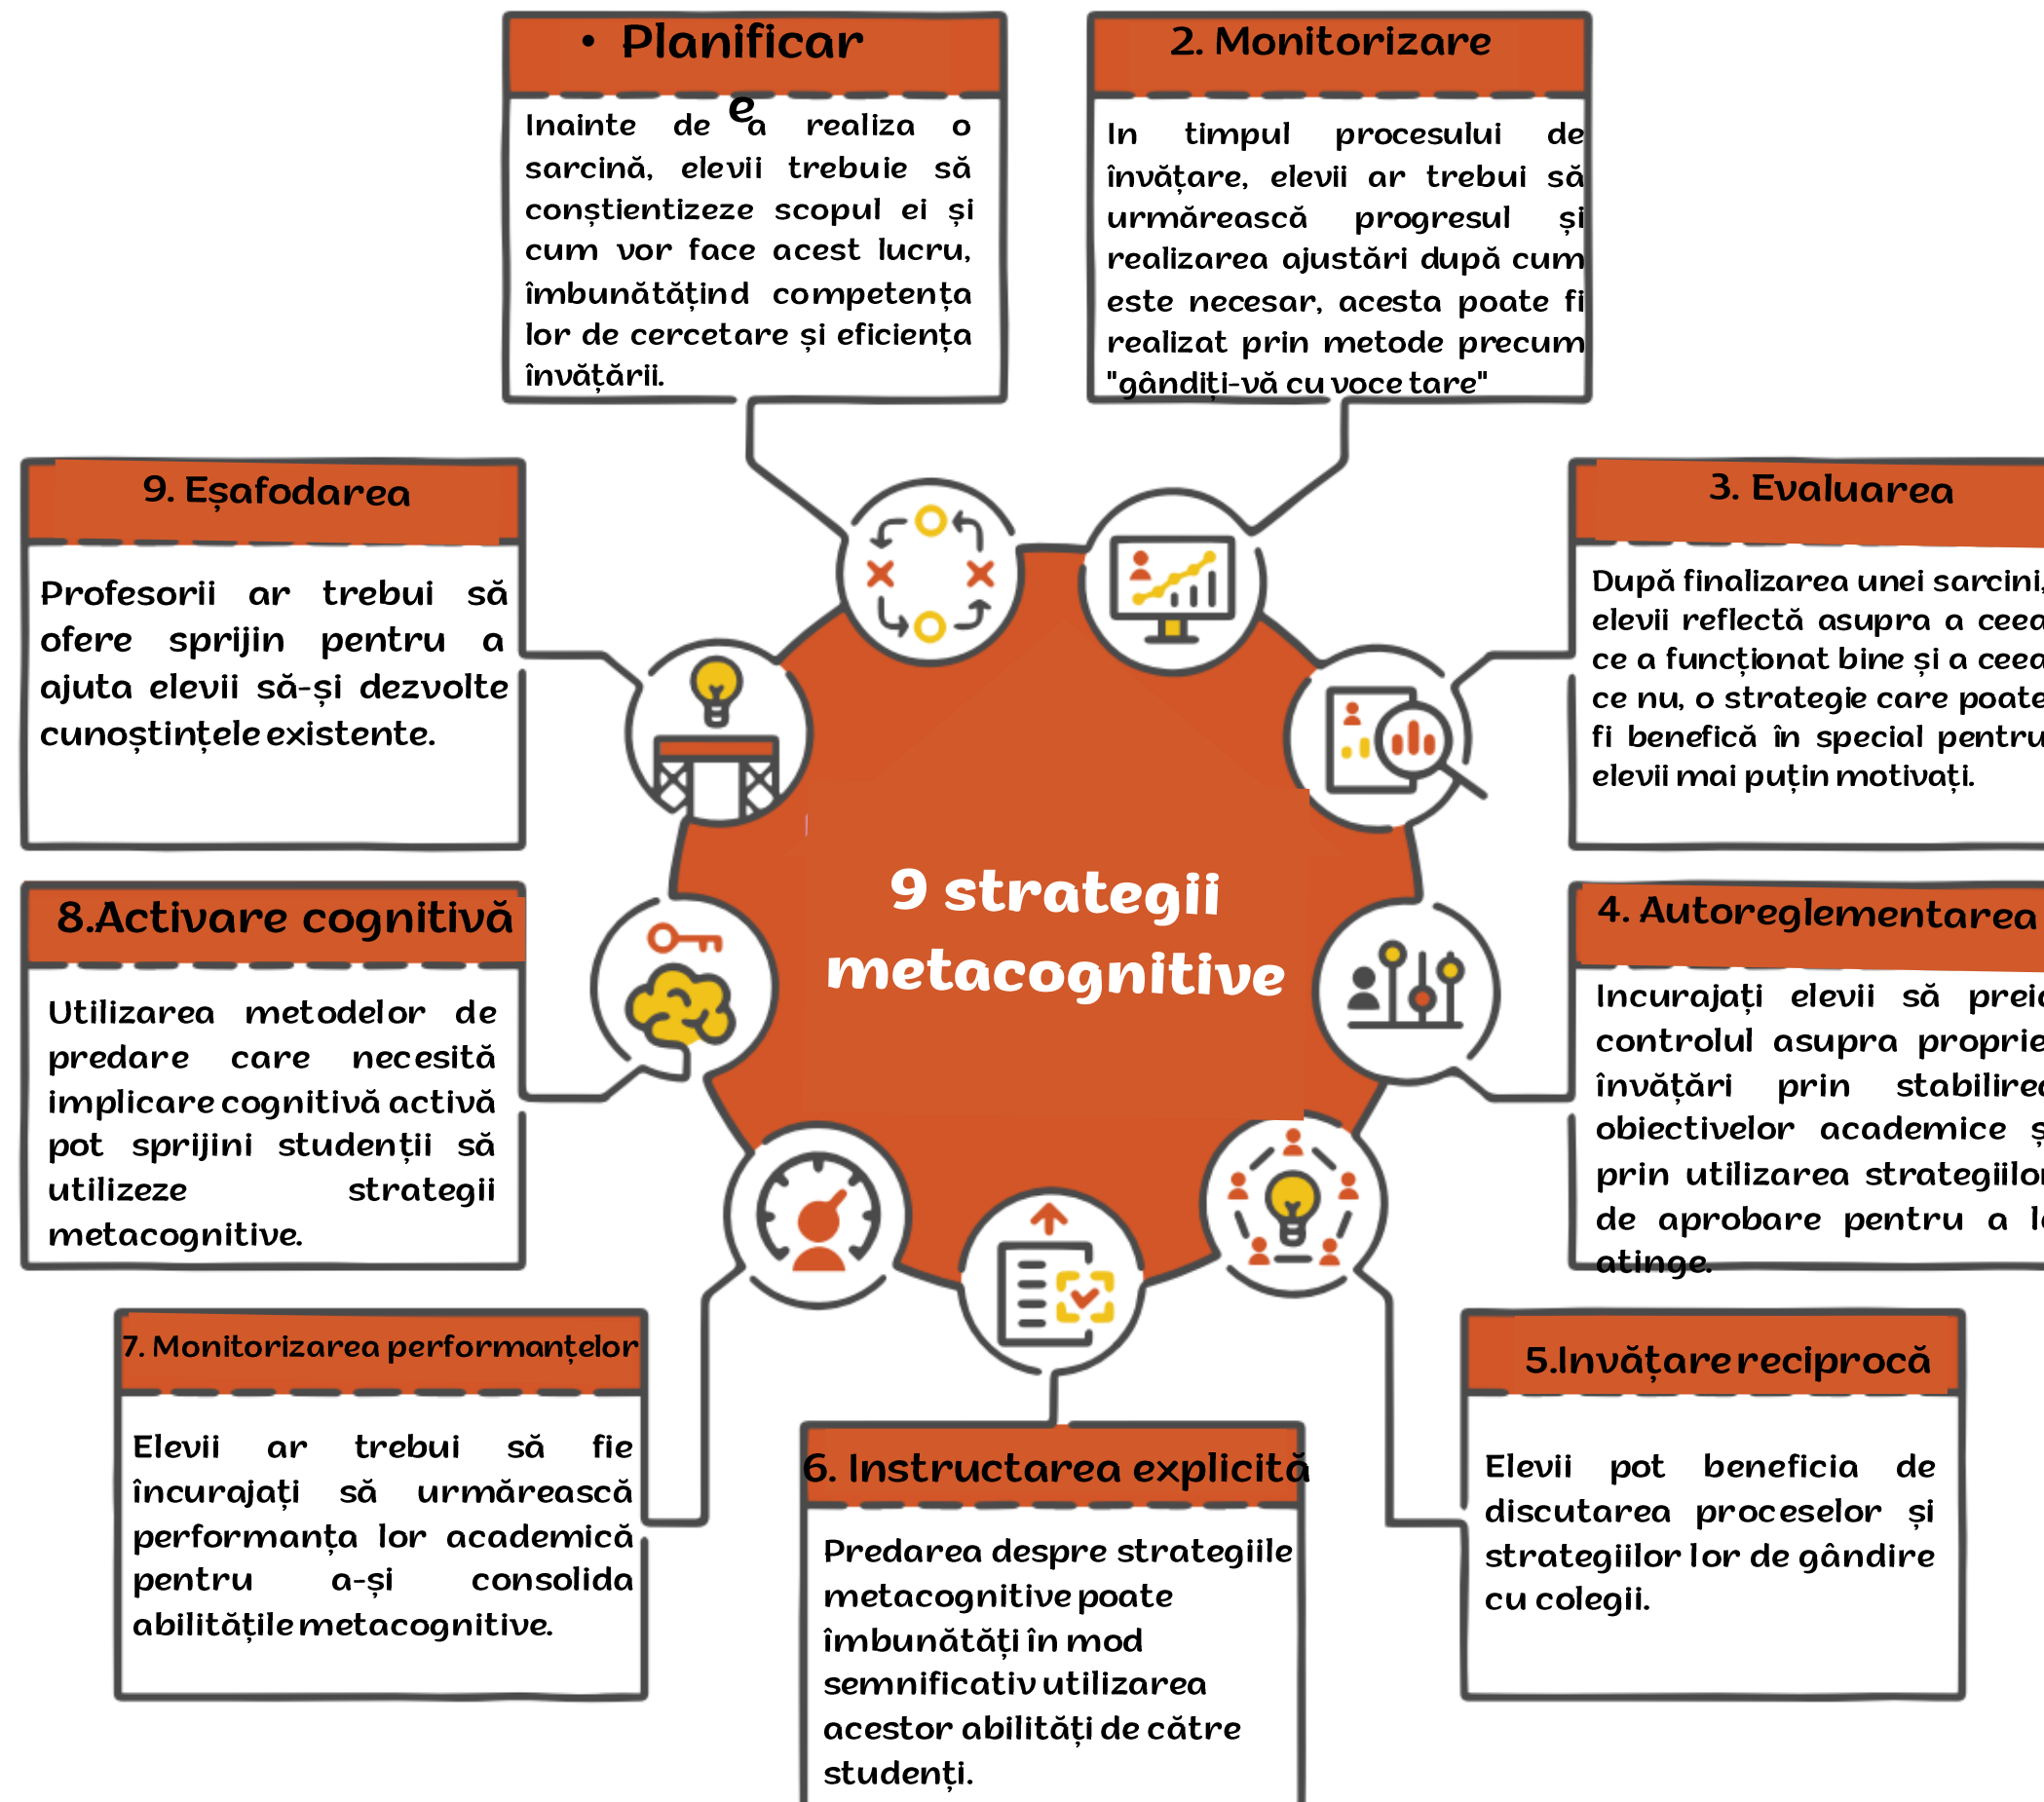 • Planificar
e
Inainte de a realiza o
sarcină, elevii trebuie să
conștientizeze scopul ei și
cum vor face acest lucru,
îmbunătățind competența
lor de cercetare și eficiența
învățării.
2. Monitorizare
In timpul procesului de
învățare, elevii ar trebui să
urmărească progresul și
realizarea ajustări după cum
este necesar, acesta poate fi
realizat prin metode precum
"gândiți-vă cu voce tare"
3. Evaluarea
După finalizarea unei sarcini,
elevii reflectă asupra a ceea
ce a funcționat bine și a ceea
ce nu, o strategie care poate
fi benefică în special pentru
elevii mai puțin motivați.
4. Autoreglementarea
Incurajați elevii să preia
controlul asupra proprie
învățări prin stabilirea
obiectivelor academice
prin utilizarea strategiilor
de aprobare pentru a
atinge.
5.Invățare reciprocă
Elevii pot beneficia de
discutarea proceselor și
strategiilor lor de gândire
cu colegii.
6. Instructarea explicită
Predarea despre strategiile
metacognitive poate
îmbunătăți în mod
semnificativ utilizarea
acestor abilități de către
studenți.
7. Monitorizarea performanțelor
Elevii ar trebui să fie
încurajați să urmărească
performanța lor academică
pentru a-și consolida
abilitățile metacognitive.
8.Activare cognitivă
Utilizarea metodelor de
predare care necesită
implicare cognitivă activă
pot sprijini studenții să
utilizeze strategii
metacognitive.
9. Eșafodarea
Profesorii ar trebui să
ofere sprijin pentru a
ajuta elevii să-și dezvolte
cunoștințele existente.
9 strategii
metacognitive